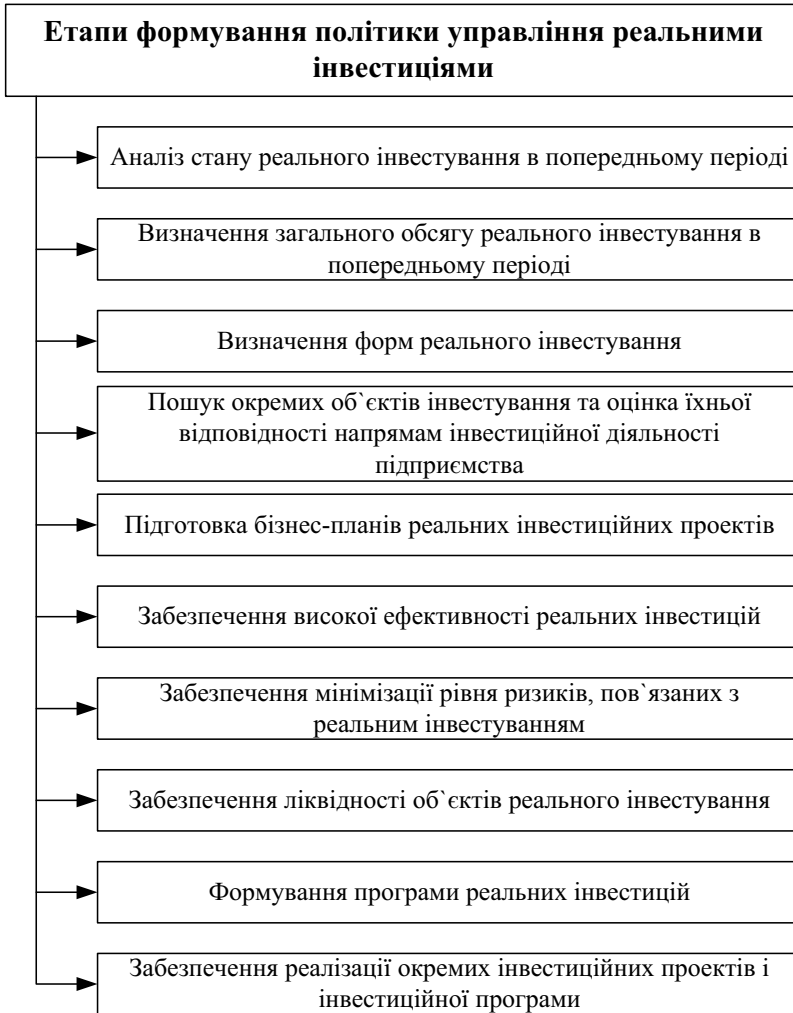 Етапи формування політики управління реальними
інвестиціями
Аналіз стану реального інвестування в попередньому періоді
Визначення загального обсягу реального інвестування в
попередньому періоді
Визначення форм реального інвестування
Пошук окремих об`єктів інвестування та оцінка їхньої
відповідності напрямам інвестиційної діяльності
підприємства
Підготовка бізнес-планів реальних інвестиційних проектів
Забезпечення високої ефективності реальних інвестицій
Забезпечення мінімізації рівня ризиків, пов`язаних з
реальним інвестуванням
Забезпечення ліквідності об`єктів реального інвестування
Формування програми реальних інвестицій
Забезпечення реалізації окремих інвестиційних проектів і
інвестиційної програми